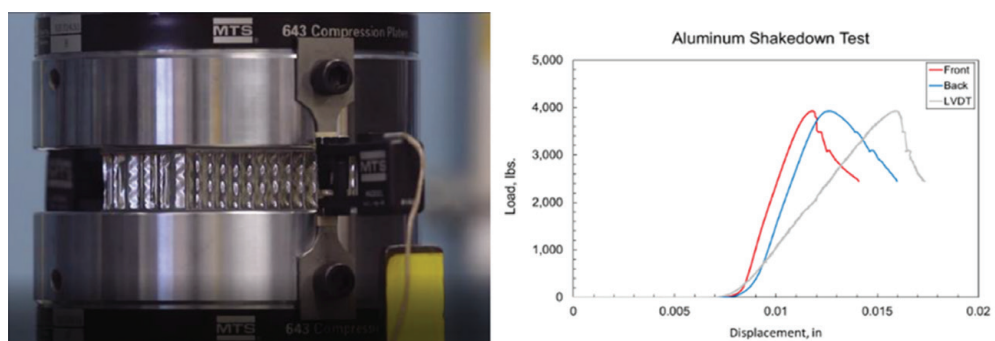 MTS
643 Compression Platen
MTS
MTS
643 Compression
Aluminum Shakedown Test
5,000
4,000
3,000
2,000
1,000
0
Load, lbs.
Front
Back
LVDT
0
0.005
0.01
0.015
0.02
Displacement, in